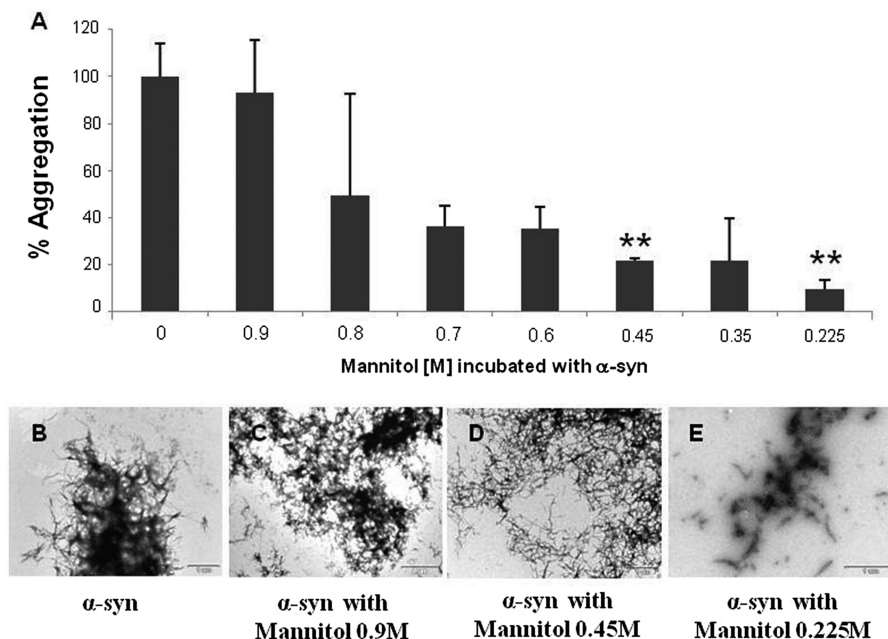 A
120
100
80
60
40
20
0
% Aggregation
**
**
0 0.9 0.8 0.7 0.6 0.45 0.35 0.225
Mannitol [M] incubated with α-syn
B
C
D
E
1 µm
α-syn
α-syn with
Mannitol 0.9M
α-syn with
Mannitol 0.45M
α-syn with
Mannitol 0.225M